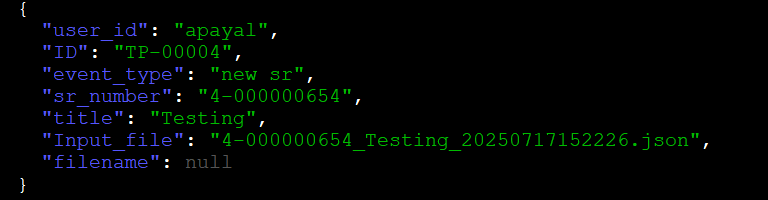 {
"user_id": "apayal",
"ID": "TP-00004",
"event_type": "new sr",
"sr_number": "4-000000654",
"title": "Testing",
"Input_file": "4-000000654_Testing_20250717152226.json",
"filename": null
}